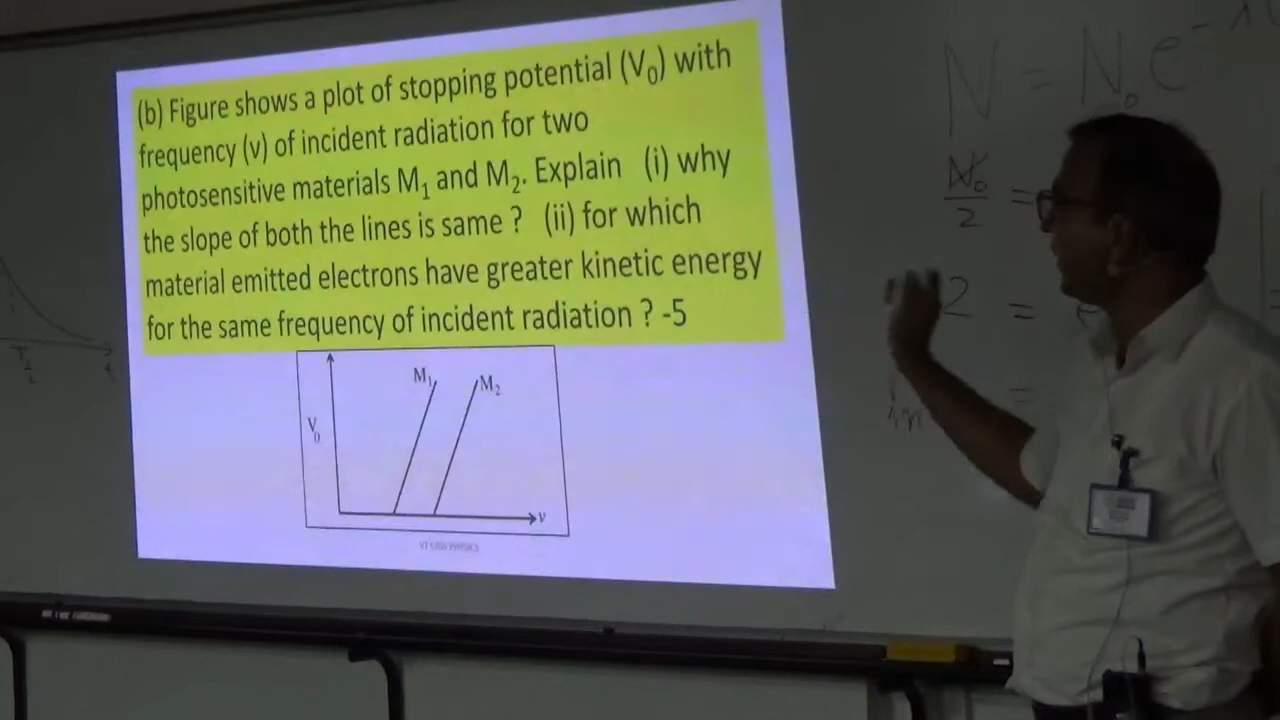 (b) Figure shows a plot of stopping potential (V₀) with
frequency (v) of incident radiation for two
photosensitive materials M₁ and M₂. Explain (i) why
the slope of both the lines is same ? (ii) for which
material emitted electrons have greater kinetic energy
for the same frequency of incident radiation ? -5
M₁
M₂
V₀
v
N = N₀e^-λ
N₀/2 =
2 = e
=